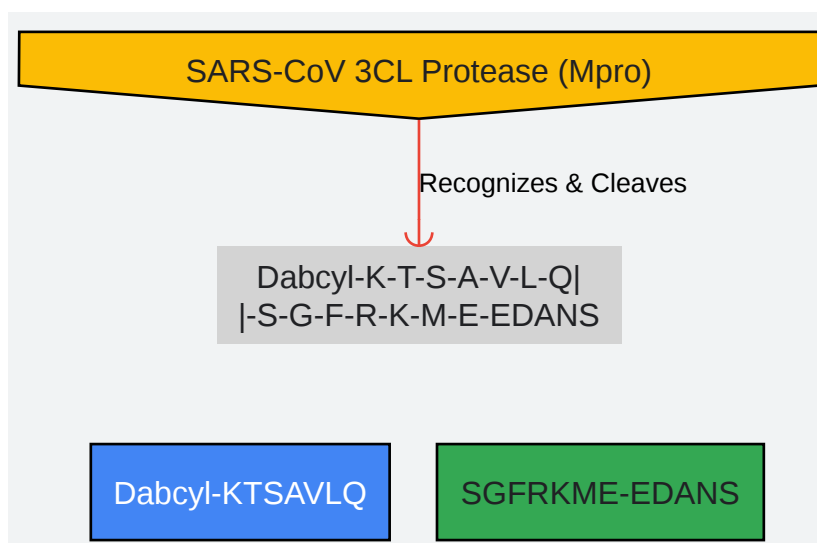 SARS-CoV 3CL Protease (Mpro)
Recognizes & Cleaves
Dabcyl-K-T-S-A-V-L-Q|
|-S-G-F-R-K-M-E-EDANS
Dabcyl-KTSAVLQ
SGFRKME-EDANS